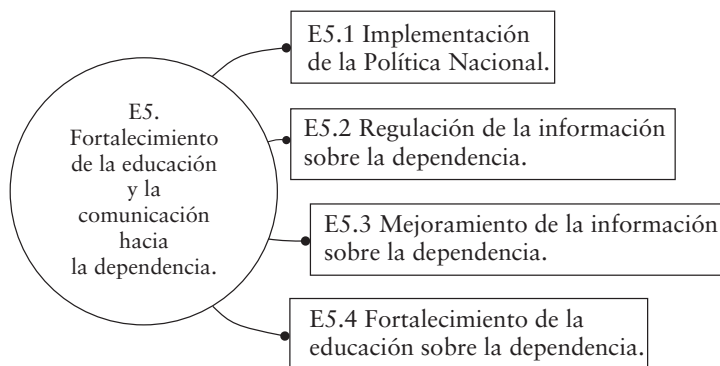 E5.
Fortalecimiento
de la educación
y la
comunicación
hacia
la dependencia.
E5.1 Implementación
de la Política Nacional.
E5.2 Regulación de la información
sobre la dependencia.
E5.3 Mejoramiento de la información
sobre la dependencia.
E5.4 Fortalecimiento de la
educación sobre la dependencia.